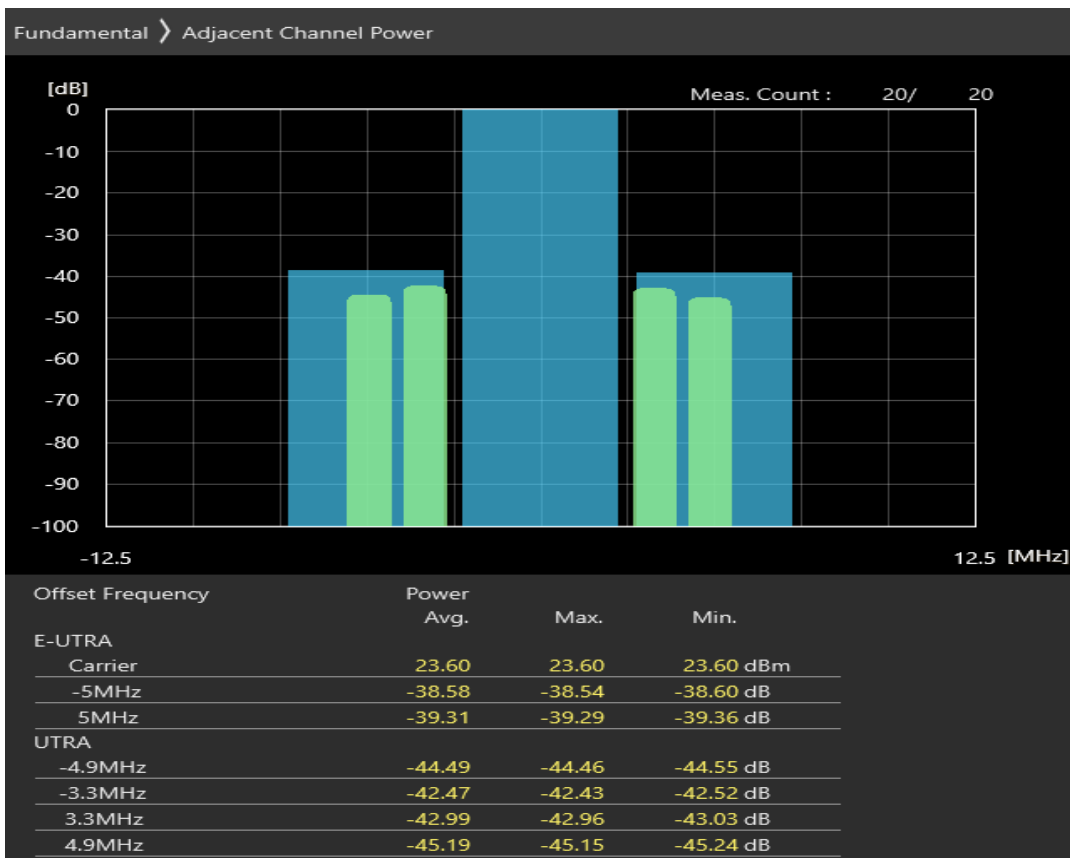 Fundamental 〉 Adjacent Channel Power
[dB]
Meas. Count : 20/ 20
0
-10
-20
-30
-40
-50
-60
-70
-80
-90
-100
-12.5 12.5 [MHz]
Offset Frequency Power
Avg. Max. Min.
E-UTRA
Carrier 23.60 23.60 23.60 dBm
-5MHz -38.58 -38.54 -38.60 dB
5MHz -39.31 -39.29 -39.36 dB
UTRA
-4.9MHz -44.49 -44.46 -44.55 dB
-3.3MHz -42.47 -42.43 -42.52 dB
3.3MHz -42.99 -42.96 -43.03 dB
4.9MHz -45.19 -45.15 -45.24 dB